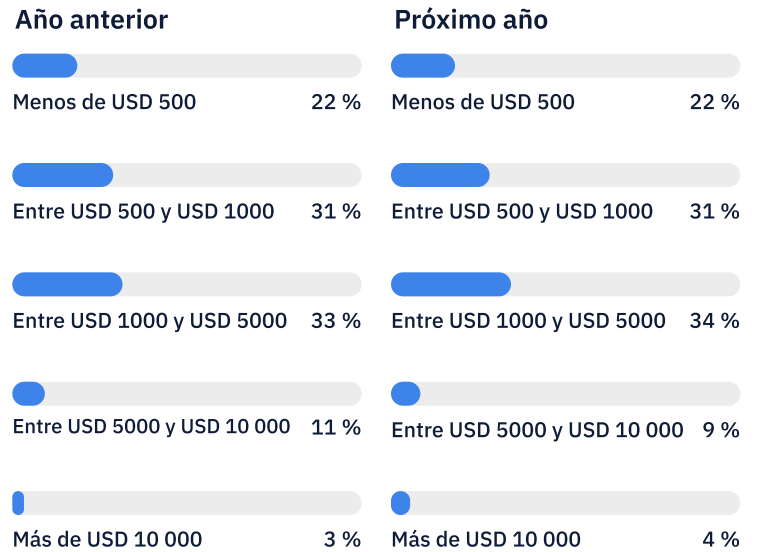 Año anterior
Menos de USD 500 22 %
Entre USD 500 y USD 1000 31 %
Entre USD 1000 y USD 5000 33 %
Entre USD 5000 y USD 10 000 11 %
Más de USD 10 000 3 %
Próximo año
Menos de USD 500 22 %
Entre USD 500 y USD 1000 31 %
Entre USD 1000 y USD 5000 34 %
Entre USD 5000 y USD 10 000 9 %
Más de USD 10 000 4 %